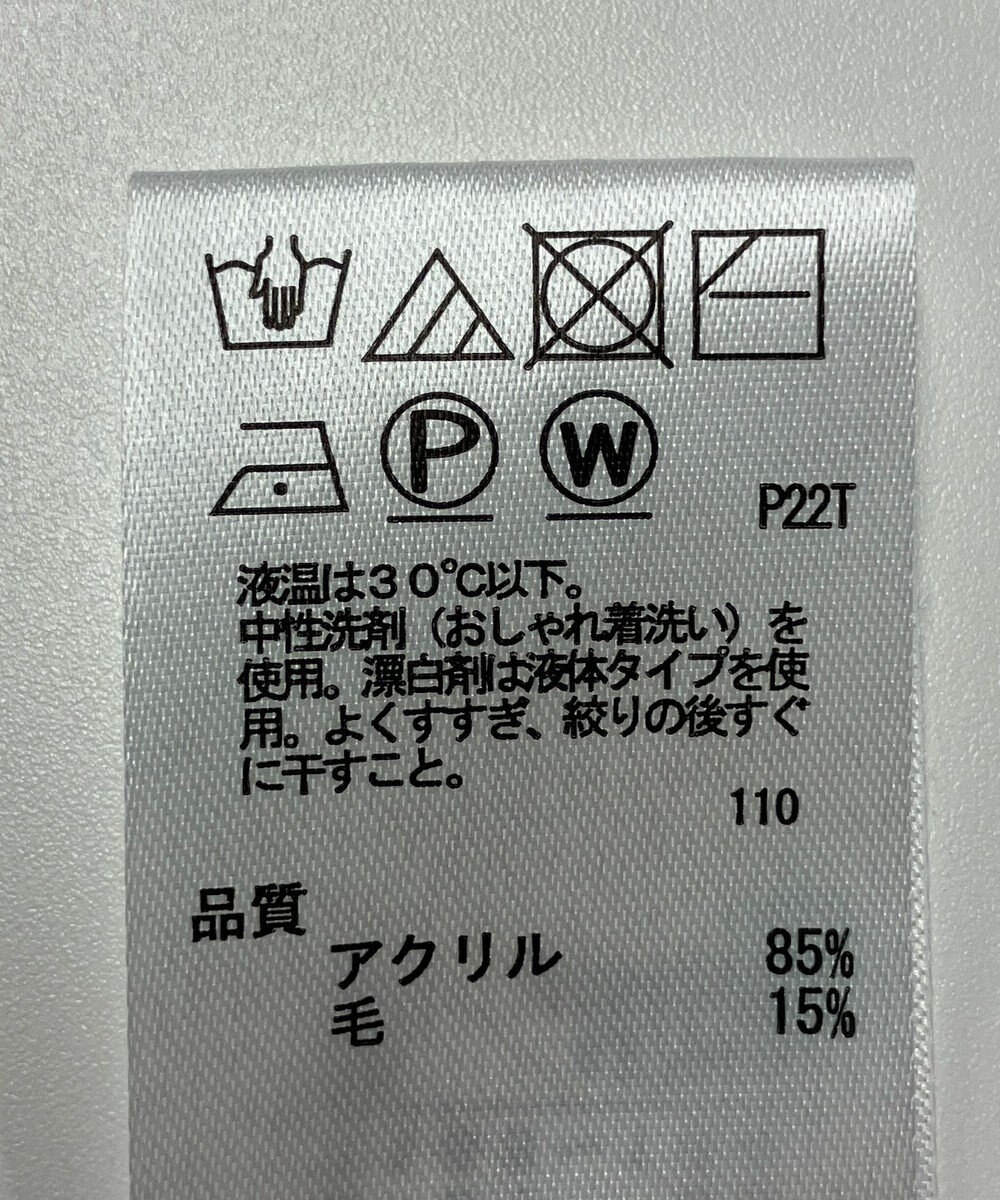 P
W
P22T
液温は３０℃以下。
中性洗剤（おしゃれ着洗い）を
使用。漂白剤は液体タイプを使
用。よくすすぎ、絞りの後すぐ
に干すこと。
110
品質
アクリル 85%
毛 15%